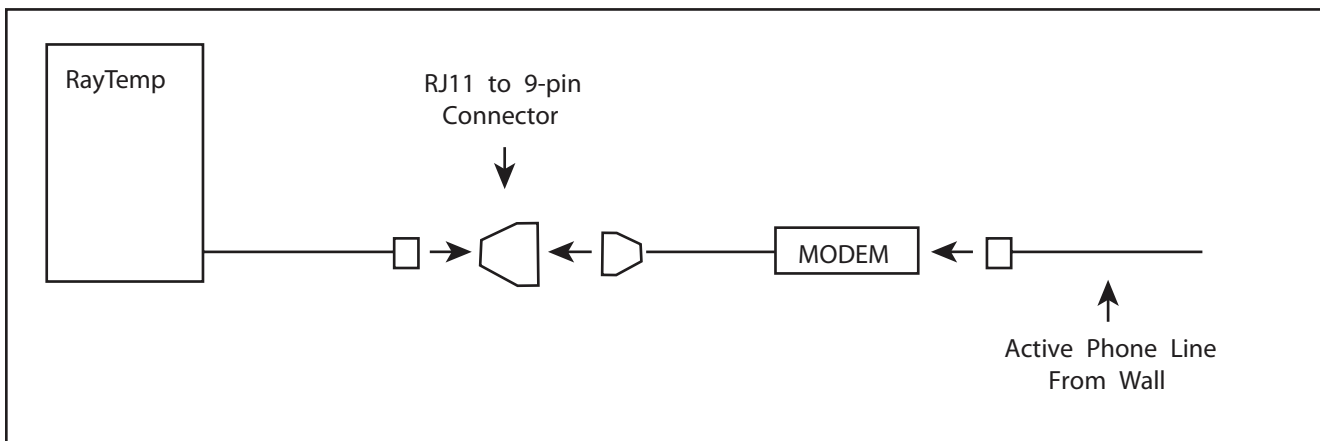 RayTemp
RJ11 to 9-pin
Connector
MODEM
Active Phone Line
From Wall